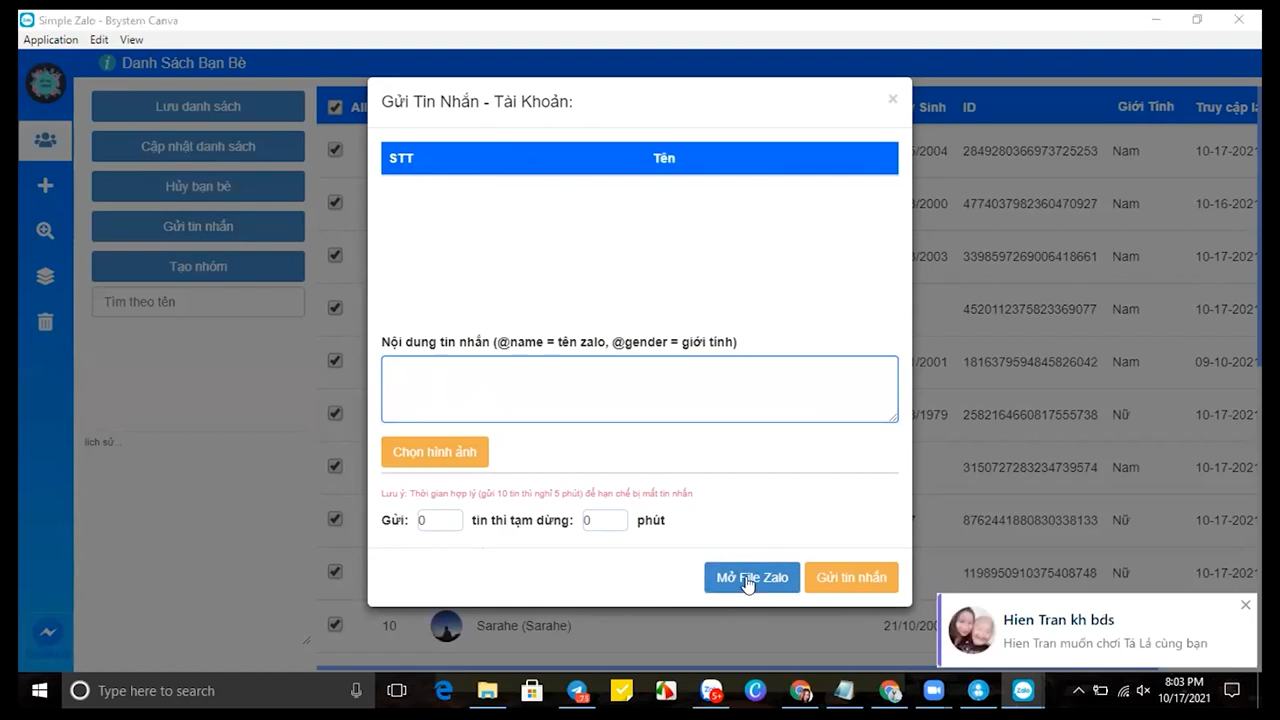 Simple Zalo - Bsystem Canva
Application Edit View
Danh Sách Bạn Bè
Lưu danh sách
Cập nhật danh sách
Hủy bạn bè
Gửi tin nhắn
Tạo nhóm
Tìm theo tên
lịch sử...
All
Sinh ID Giới Tính Truy cập lầ
5/2004 2849280366973725253 Nam 10-17-2021
3/2000 4774037982360470927 Nam 10-16-2021
3/2003 3398597269006418661 Nam 10-17-2021
4520112375823369077 Nam 10-17-2021
1/2001 1816379594845826042 Nam 09-10-2021
3/1979 2582164660817555738 Nữ 10-17-2021
3150727283234739574 Nam 10-17-2021
8762441880830338133 Nữ 10-17-2021
1198950910375408748 Nữ 10-17-2021
10 Sarahe (Sarahe) 21/10/200
Gửi Tin Nhắn - Tài Khoản: ×
STT Tên
Nội dung tin nhắn (@name = tên zalo, @gender = giới tính)
Chọn hình ảnh
Lưu ý: Thời gian hợp lý (gửi 10 tin thì nghỉ 5 phút) để hạn chế bị mất tin nhắn
Gửi: 0 tin thì tạm dừng: 0 phút
Mở File Zalo Gửi tin nhắn
Hien Tran kh bds
Hien Tran muốn chơi Tá Lả cùng bạn
Type here to search
8:03 PM
10/17/2021